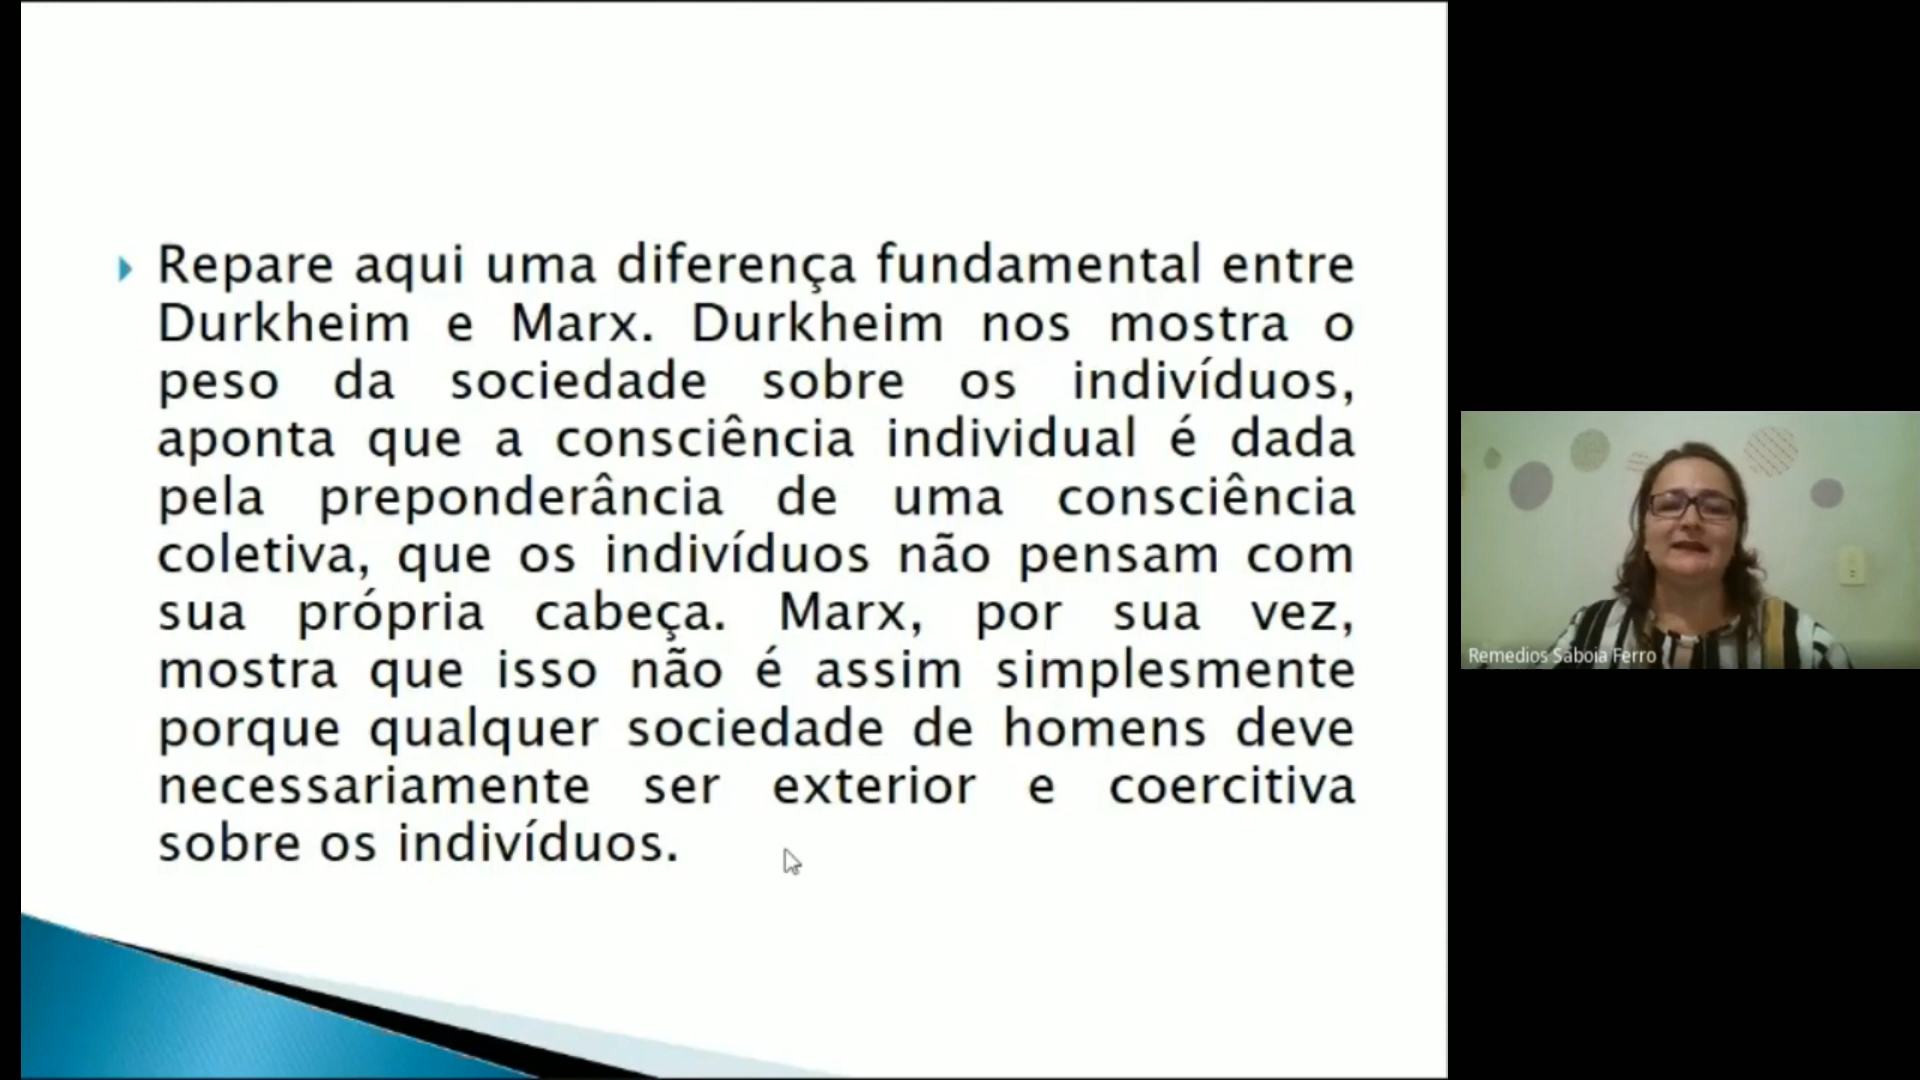 Repare aqui uma diferença fundamental entre
Durkheim e Marx. Durkheim nos mostra o
peso da sociedade sobre os indivíduos,
aponta que a consciência individual é dada
pela preponderância de uma consciência
coletiva, que os indivíduos não pensam com
sua própria cabeça. Marx, por sua vez,
mostra que isso não é assim simplesmente
porque qualquer sociedade de homens deve
necessariamente ser exterior e coercitiva
sobre os indivíduos.
Remedios Saboia Ferro